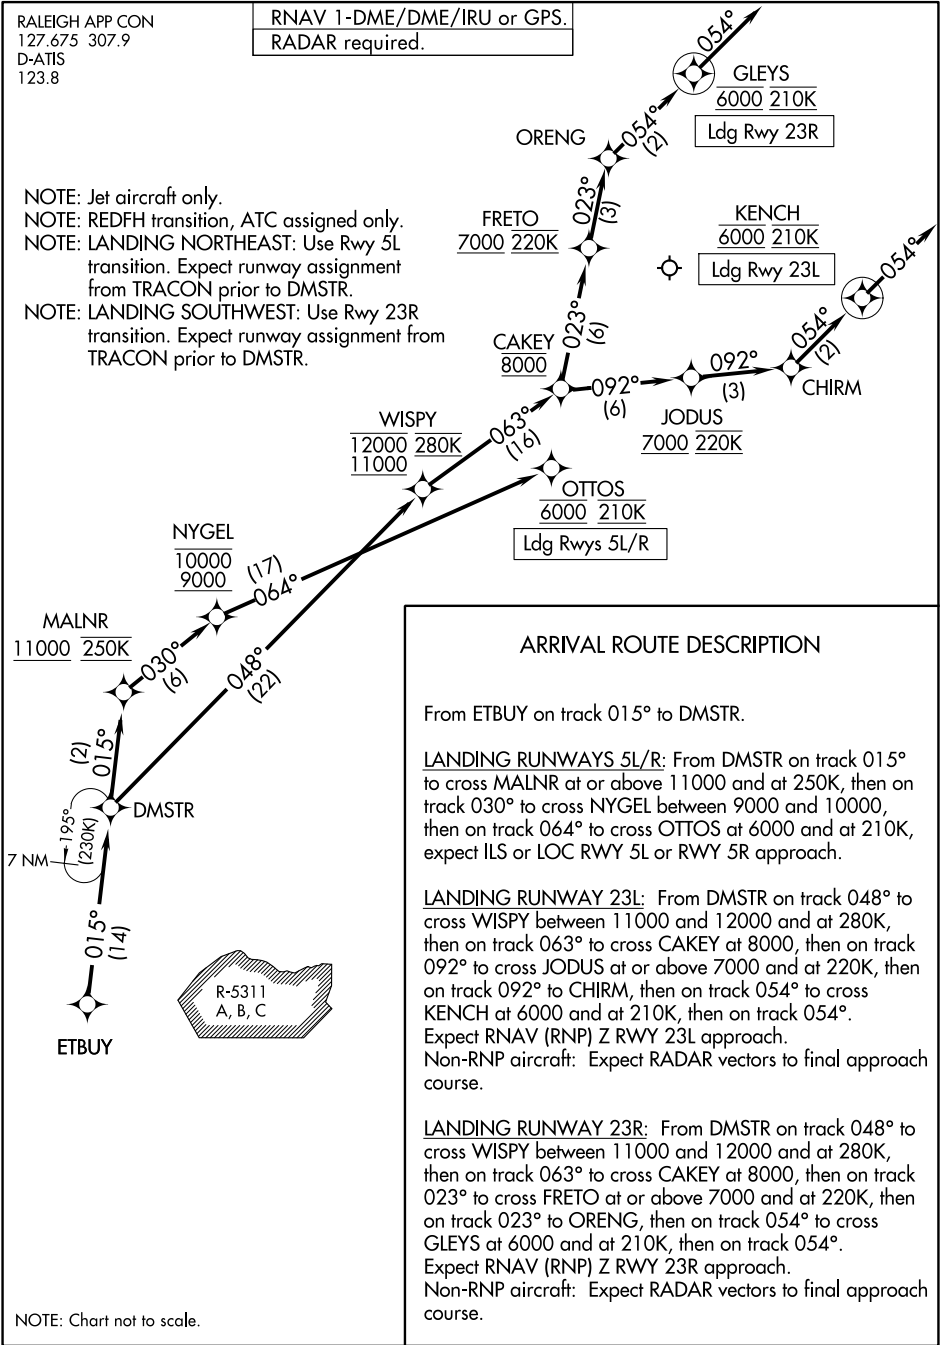 RALEIGH APP CON
127.675 307.9
D-ATIS
123.8
RNAV 1-DME/DME/IRU or GPS.
RADAR required.
054°
GLEYS
6000 210K
Ldg Rwy 23R
ORENG
054°
(2)
NOTE: Jet aircraft only.
NOTE: REDFH transition, ATC assigned only.
NOTE: LANDING NORTHEAST: Use Rwy 5L
transition. Expect runway assignment
from TRACON prior to DMSTR.
NOTE: LANDING SOUTHWEST: Use Rwy 23R
transition. Expect runway assignment from
TRACON prior to DMSTR.
023°
(3)
FRETO
7000 220K
KENCH
6000 210K
Ldg Rwy 23L
054°
023°
(6)
CAKEY
8000
054°
(2)
092°
(6)
092°
(3)
CHIRM
JODUS
7000 220K
WISPY
12000 280K
11000
063°
(16)
OTTOS
6000 210K
Ldg Rwys 5L/R
NYGEL
10000
9000
(17)
064°
MALNR
11000 250K
030°
(6)
048°
(22)
(2)
015°
DMSTR
195°
(230K)
7 NM
015°
(14)
R-5311
A, B, C
ETBUY
ARRIVAL ROUTE DESCRIPTION
From ETBUY on track 015° to DMSTR.
LANDING RUNWAYS 5L/R: From DMSTR on track 015°
to cross MALNR at or above 11000 and at 250K, then on
track 030° to cross NYGEL between 9000 and 10000,
then on track 064° to cross OTTOS at 6000 and at 210K,
expect ILS or LOC RWY 5L or RWY 5R approach.
LANDING RUNWAY 23L: From DMSTR on track 048° to
cross WISPY between 11000 and 12000 and at 280K,
then on track 063° to cross CAKEY at 8000, then on track
092° to cross JODUS at or above 7000 and at 220K, then
on track 092° to CHIRM, then on track 054° to cross
KENCH at 6000 and at 210K, then on track 054°.
Expect RNAV (RNP) Z RWY 23L approach.
Non-RNP aircraft: Expect RADAR vectors to final approach
course.
LANDING RUNWAY 23R: From DMSTR on track 048° to
cross WISPY between 11000 and 12000 and at 280K,
then on track 063° to cross CAKEY at 8000, then on track
023° to cross FRETO at or above 7000 and at 220K, then
on track 023° to ORENG, then on track 054° to cross
GLEYS at 6000 and at 210K, then on track 054°.
Expect RNAV (RNP) Z RWY 23R approach.
Non-RNP aircraft: Expect RADAR vectors to final approach
course.
NOTE: Chart not to scale.